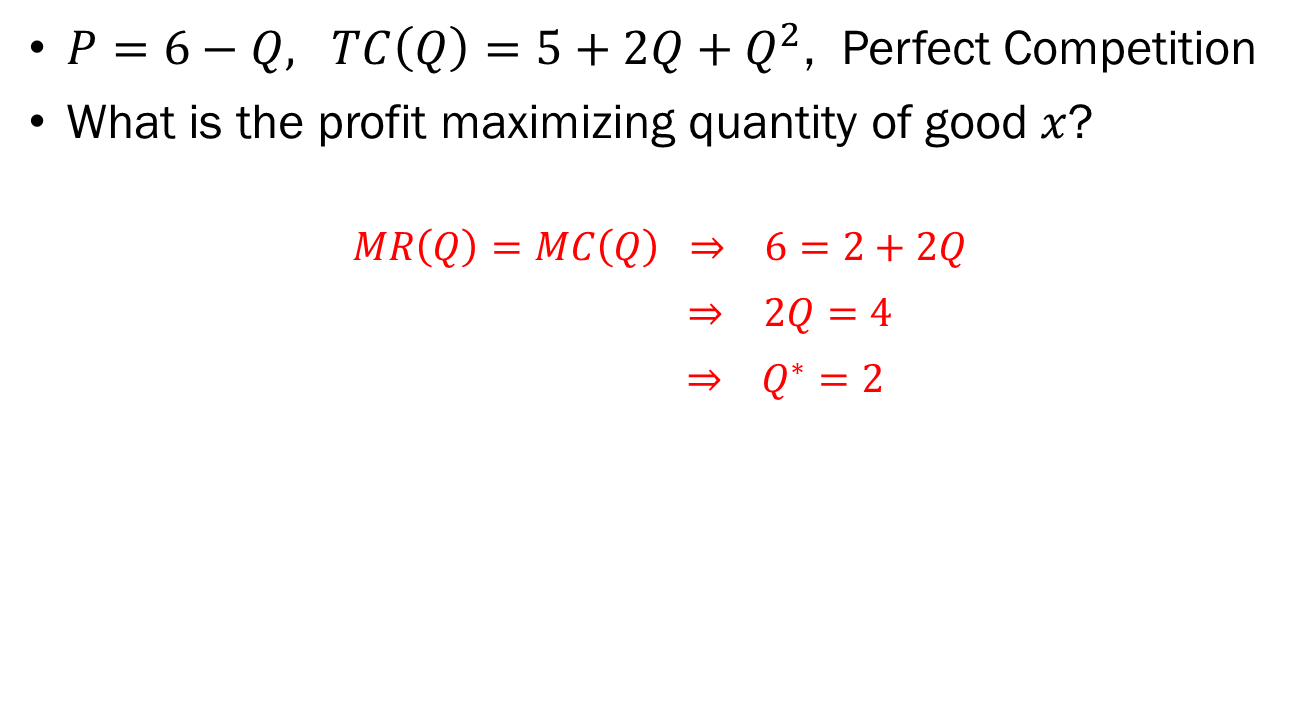 • P = 6 − Q, TC(Q) = 5 + 2Q + Q², Perfect Competition
• What is the profit maximizing quantity of good x?
MR(Q) = MC(Q) ⇒ 6 = 2 + 2Q
⇒ 2Q = 4
⇒ Q* = 2